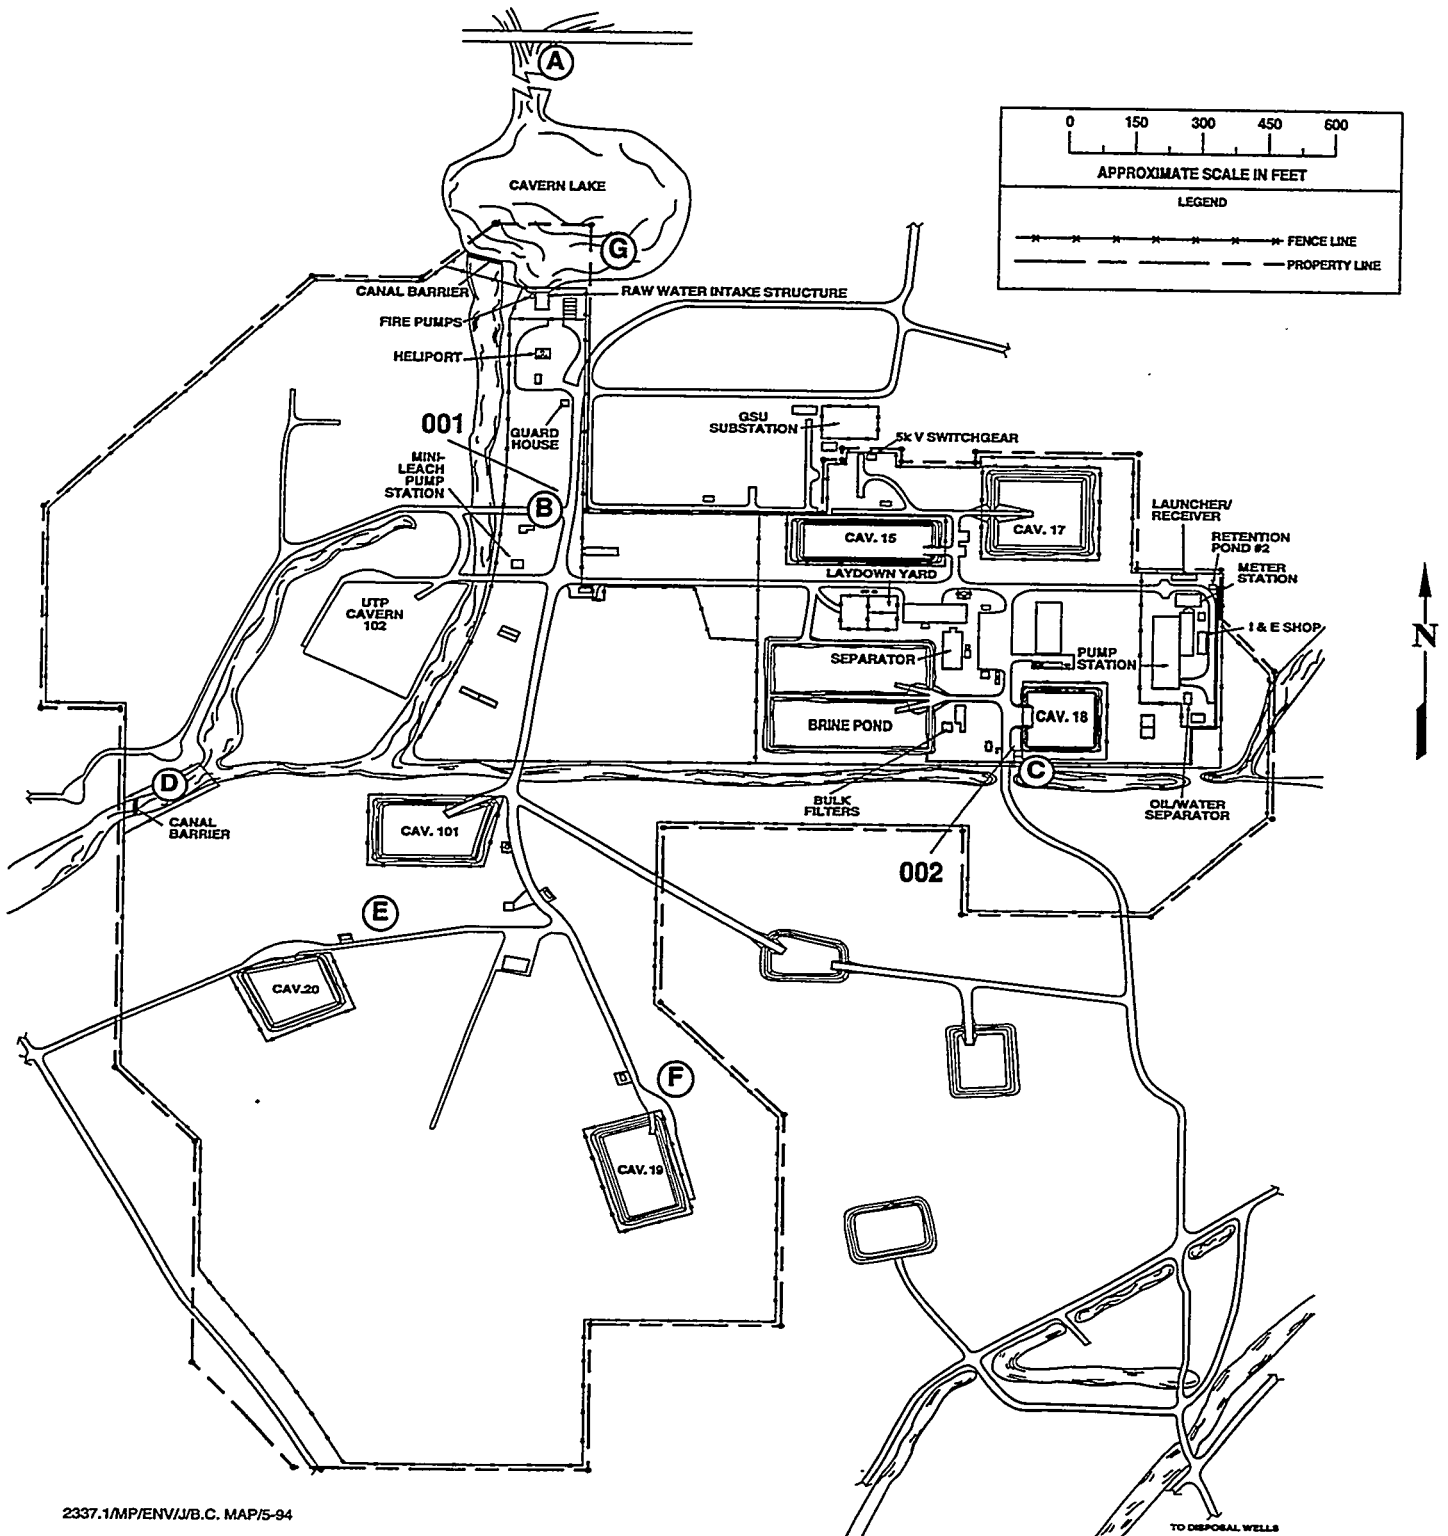 A
0 150 300 450 600
APPROXIMATE SCALE IN FEET
LEGEND
FENCE LINE
PROPERTY LINE
CAVERN LAKE
G
CANAL BARRIER
RAW WATER INTAKE STRUCTURE
FIRE PUMPS
HELIPORT
001
GUARD
HOUSE
MINI-
LEACH
PUMP
STATION
B
GSU
SUBSTATION
5k V SWITCHGEAR
CAV. 17
CAV. 15
LAYDOWN YARD
LAUNCHER/
RECEIVER
RETENTION
POND #2
METER
STATION
I & E SHOP
N
UTP
CAVERN
102
SEPARATOR
PUMP
STATION
BRINE POND
CAV. 18
C
D
CANAL
BARRIER
CAV. 101
BULK
FILTERS
OIL/WATER
SEPARATOR
002
E
CAV.20
F
CAV. 19
2337.1/MP/ENV/J/B.C. MAP/5-94
TO DISPOSAL WELLS